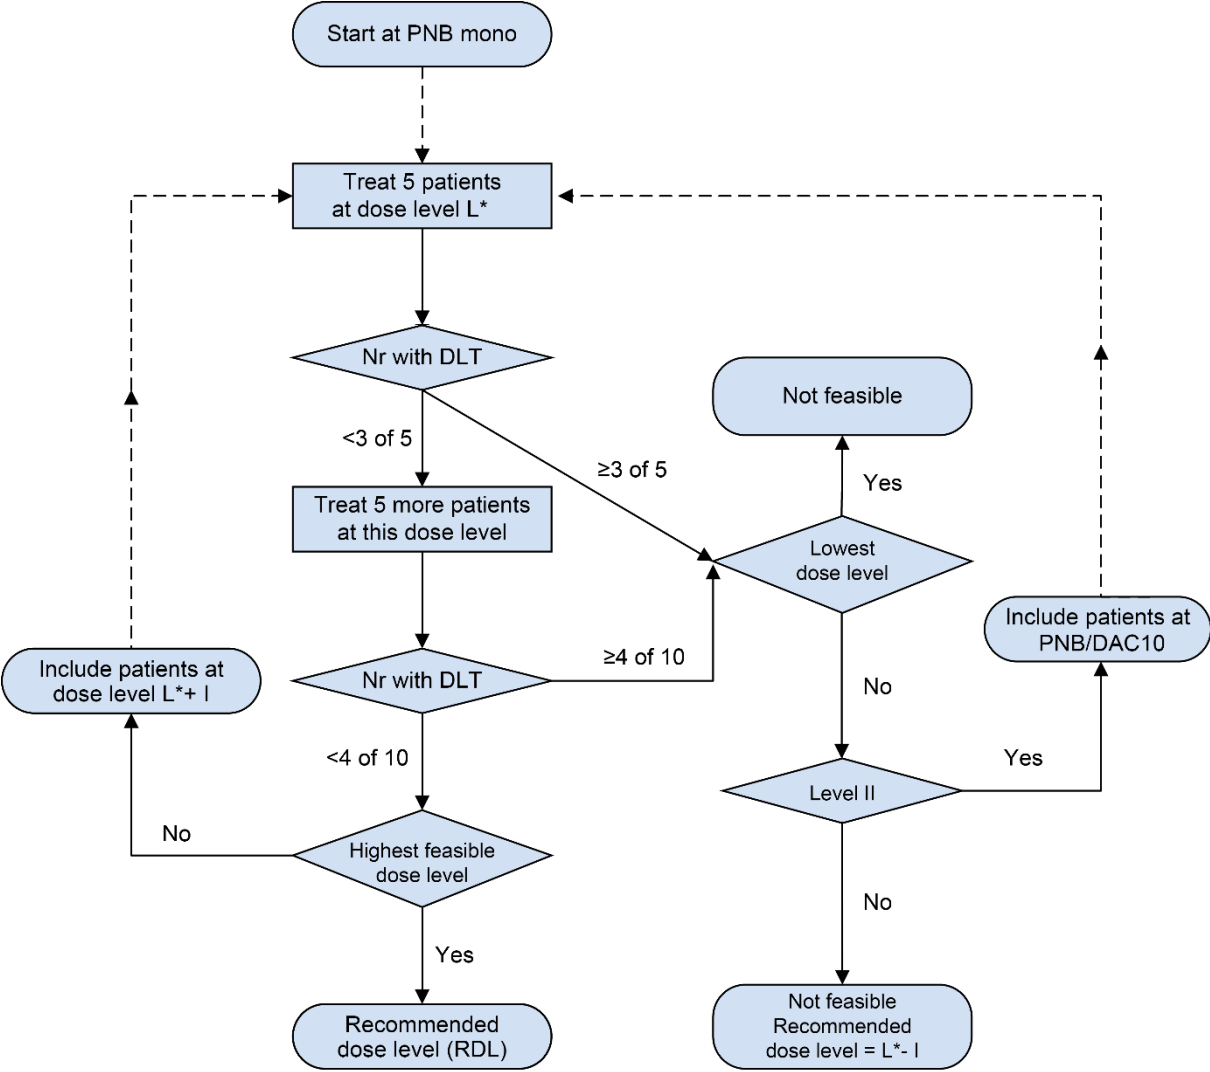 Start at PNB mono
Treat 5 patients
at dose level L*
Nr with DLT
<3 of 5
≥3 of 5
Treat 5 more patients
at this dose level
Nr with DLT
≥4 of 10
<4 of 10
Highest feasible
dose level
No
Yes
Include patients at
dose level L*+ I
Recommended
dose level (RDL)
Not feasible
Yes
Lowest
dose level
No
Level II
Yes
Include patients at
PNB/DAC10
No
Not feasible
Recommended
dose level = L*- I